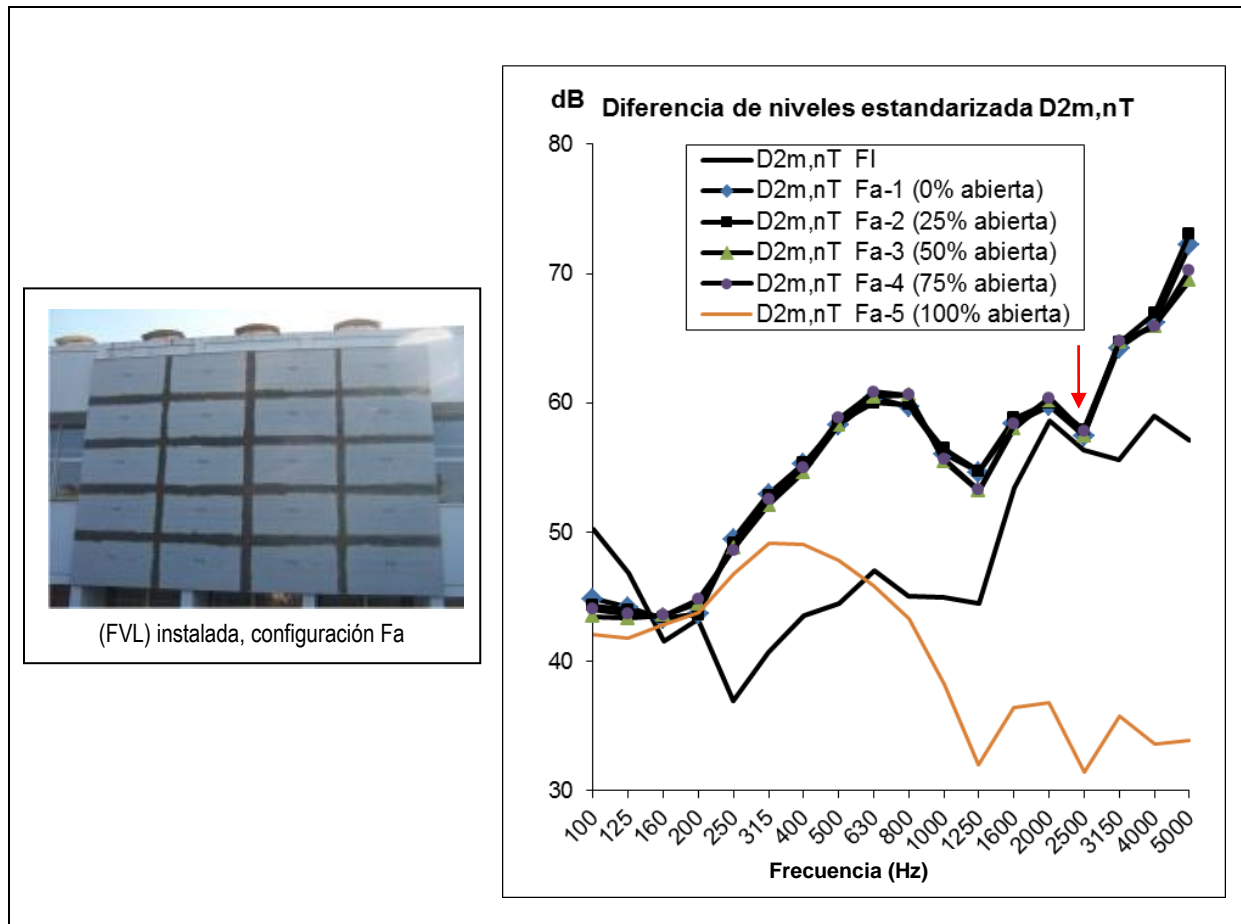 (FVL) instalada, configuración Fa
dB Diferencia de niveles estandarizada D2m,nT
80
70
60
50
40
30
D2m,nT FI
D2m,nT Fa-1 (0% abierta)
D2m,nT Fa-2 (25% abierta)
D2m,nT Fa-3 (50% abierta)
D2m,nT Fa-4 (75% abierta)
D2m,nT Fa-5 (100% abierta)
100 125 160 200 250 315 400 500 630 800 1000 1250 1600 2000 2500 3150 4000 5000
Frecuencia (Hz)